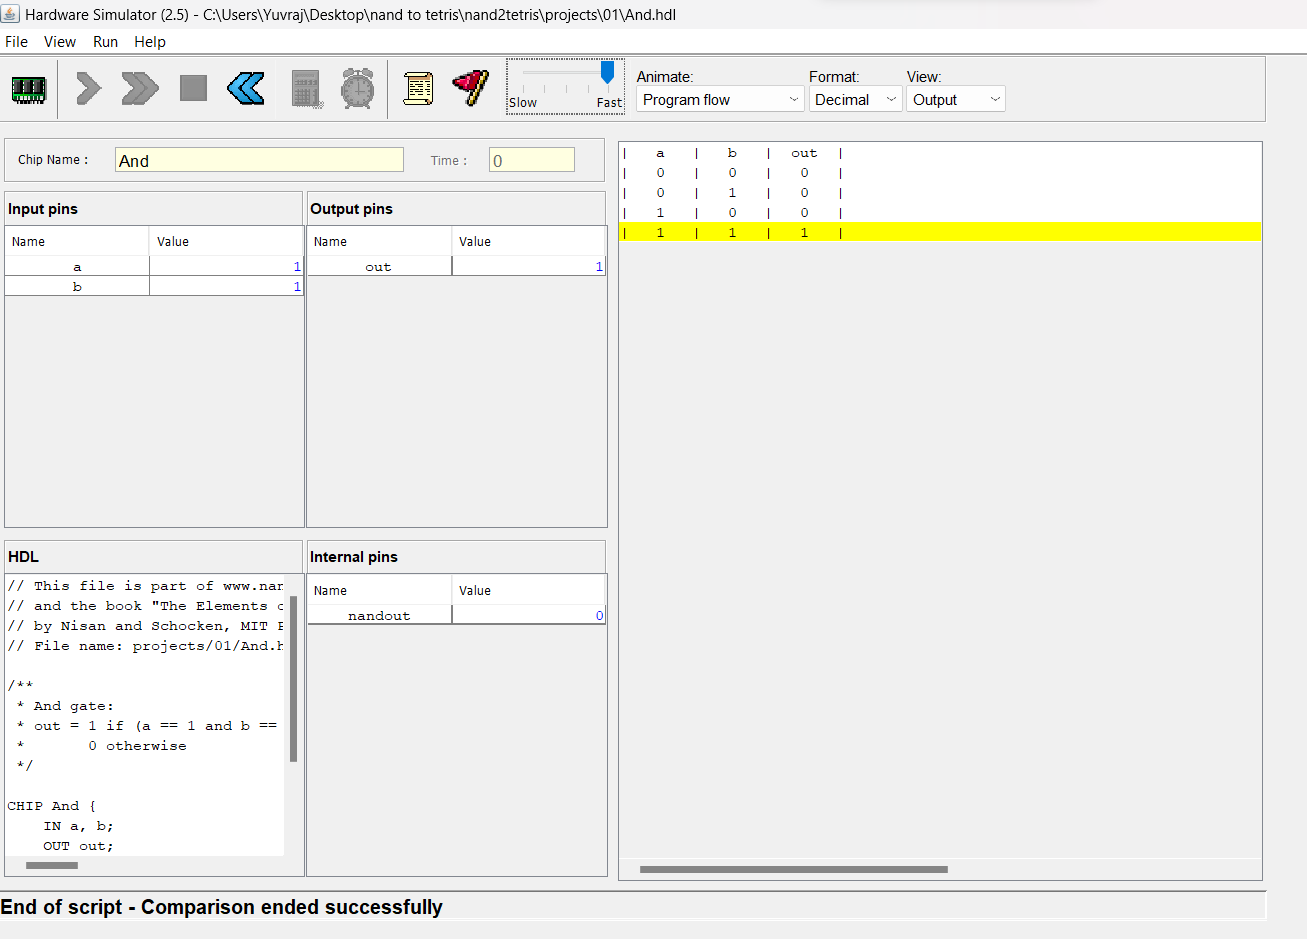 Hardware Simulator (2.5) - C:\Users\Yuvraj\Desktop\nand to tetris\nand2tetris\projects\01\And.hdl
File View Run Help
Slow Fast
Animate: Format: View:
Program flow Decimal Output
Chip Name : And Time : 0
Input pins
Name Value
a 1
b 1
Output pins
Name Value
out 1
| a | b | out |
| 0 | 0 | 0 |
| 0 | 1 | 0 |
| 1 | 0 | 0 |
| 1 | 1 | 1 |
HDL
// This file is part of www.nan
// and the book "The Elements o
// by Nisan and Schocken, MIT P
// File name: projects/01/And.h
/**
* And gate:
* out = 1 if (a == 1 and b ==
* 0 otherwise
*/
CHIP And {
IN a, b;
OUT out;
Internal pins
Name Value
nandout 0
End of script - Comparison ended successfully